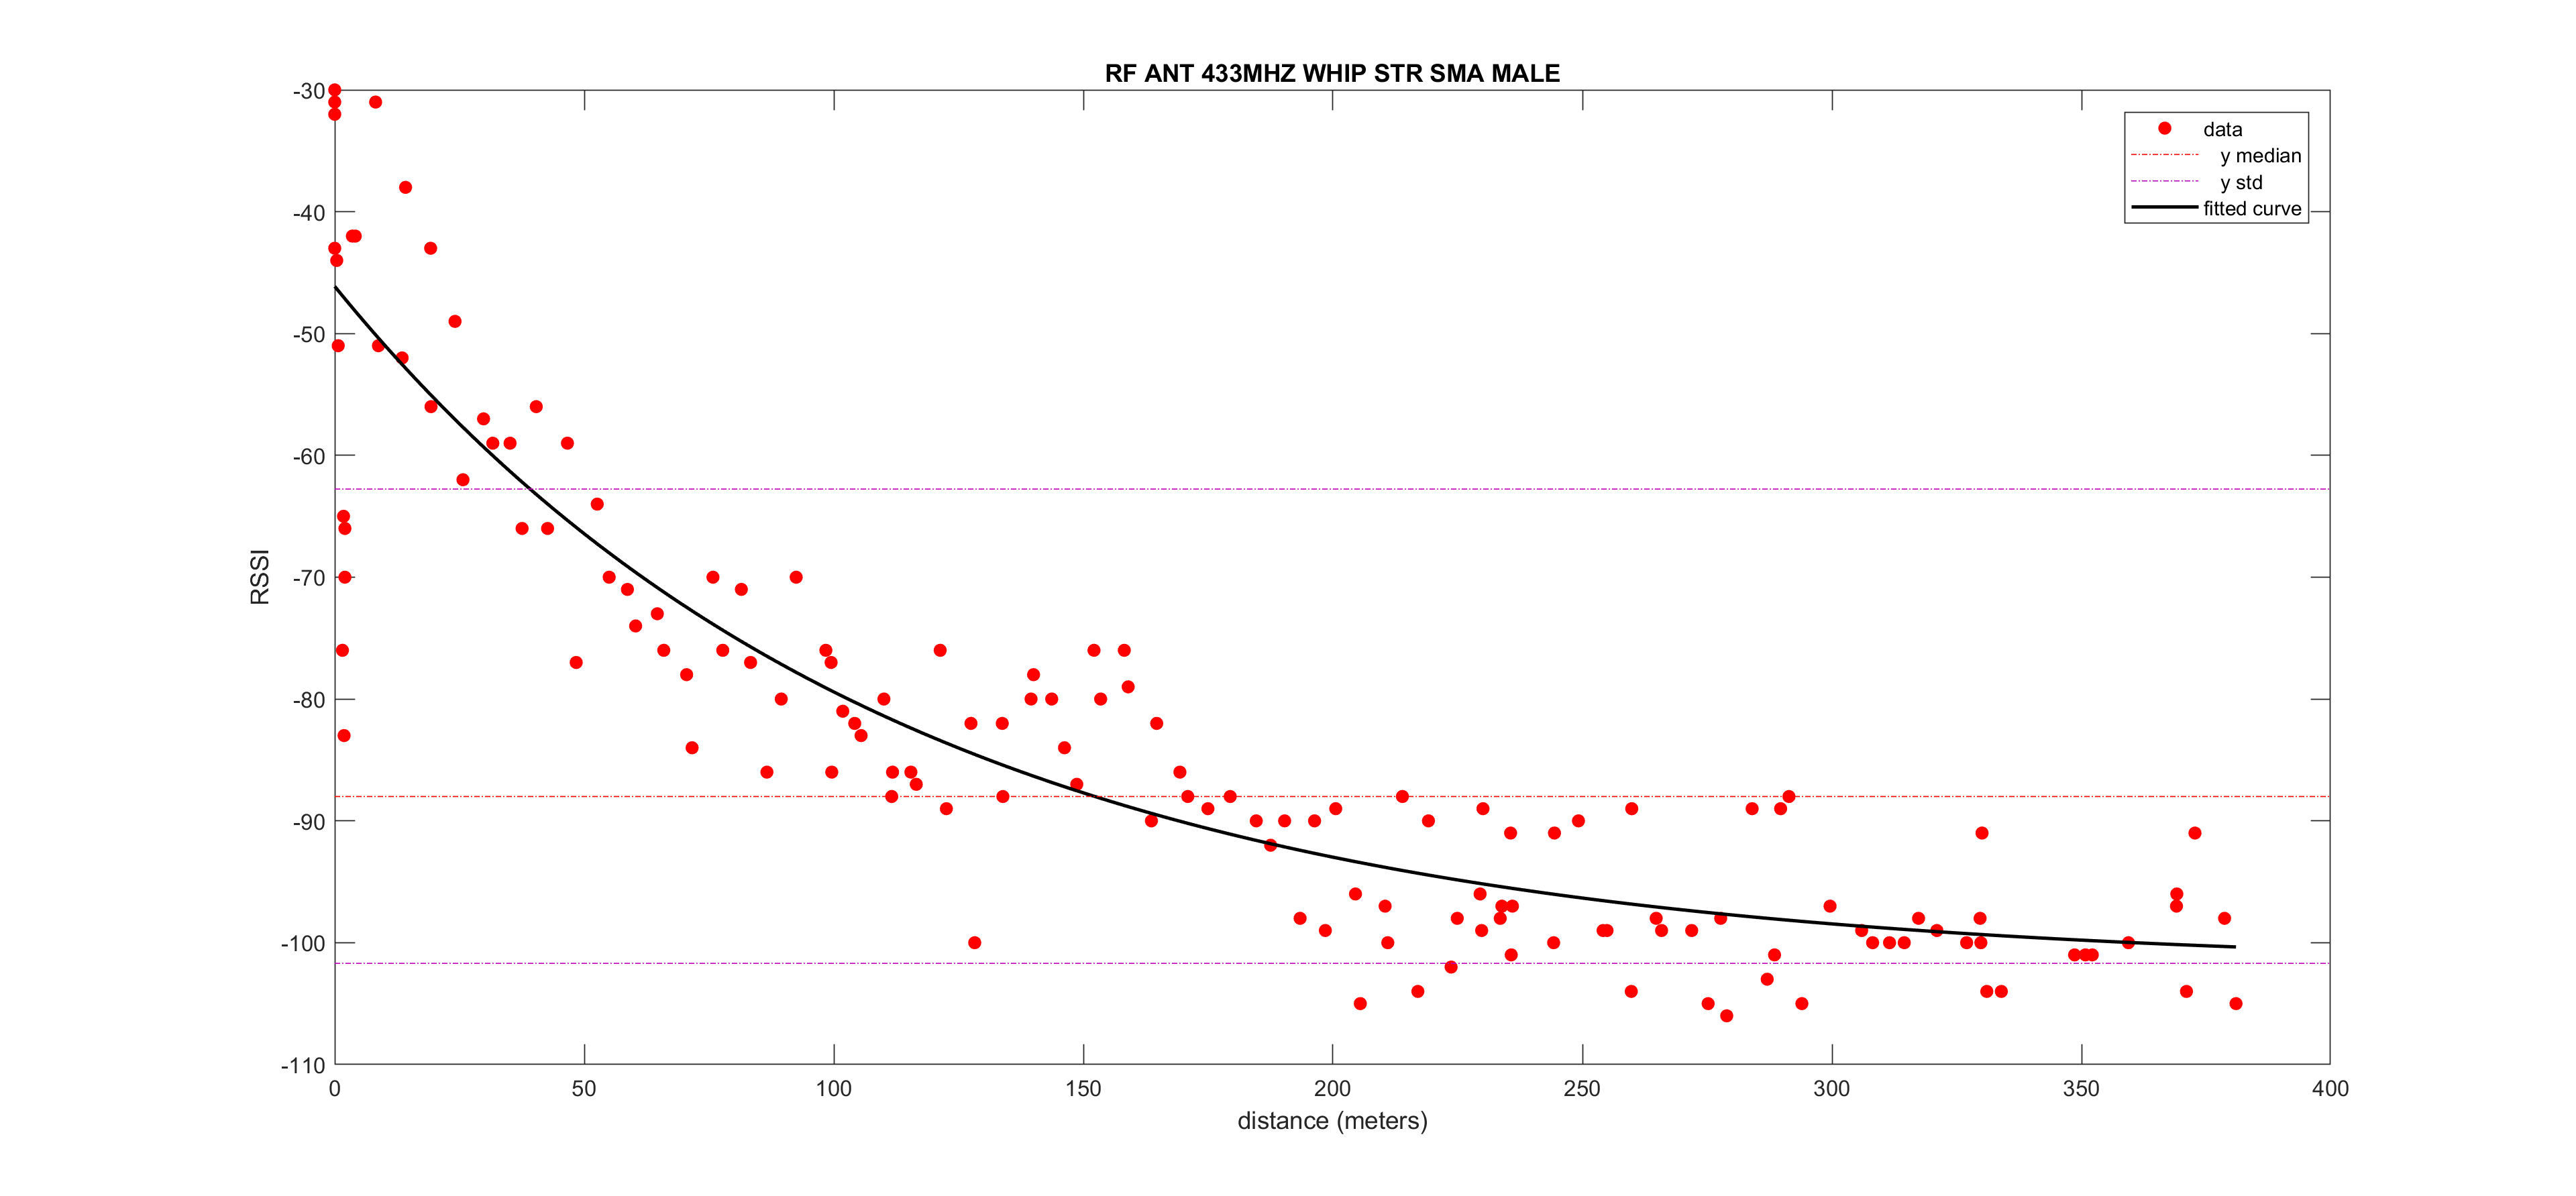 RF ANT 433MHZ WHIP STR SMA MALE
-30
-40
-50
-60
-70
-80
-90
-100
-110
RSSI
data
y median
y std
fitted curve
0 50 100 150 200 250 300 350 400
distance (meters)